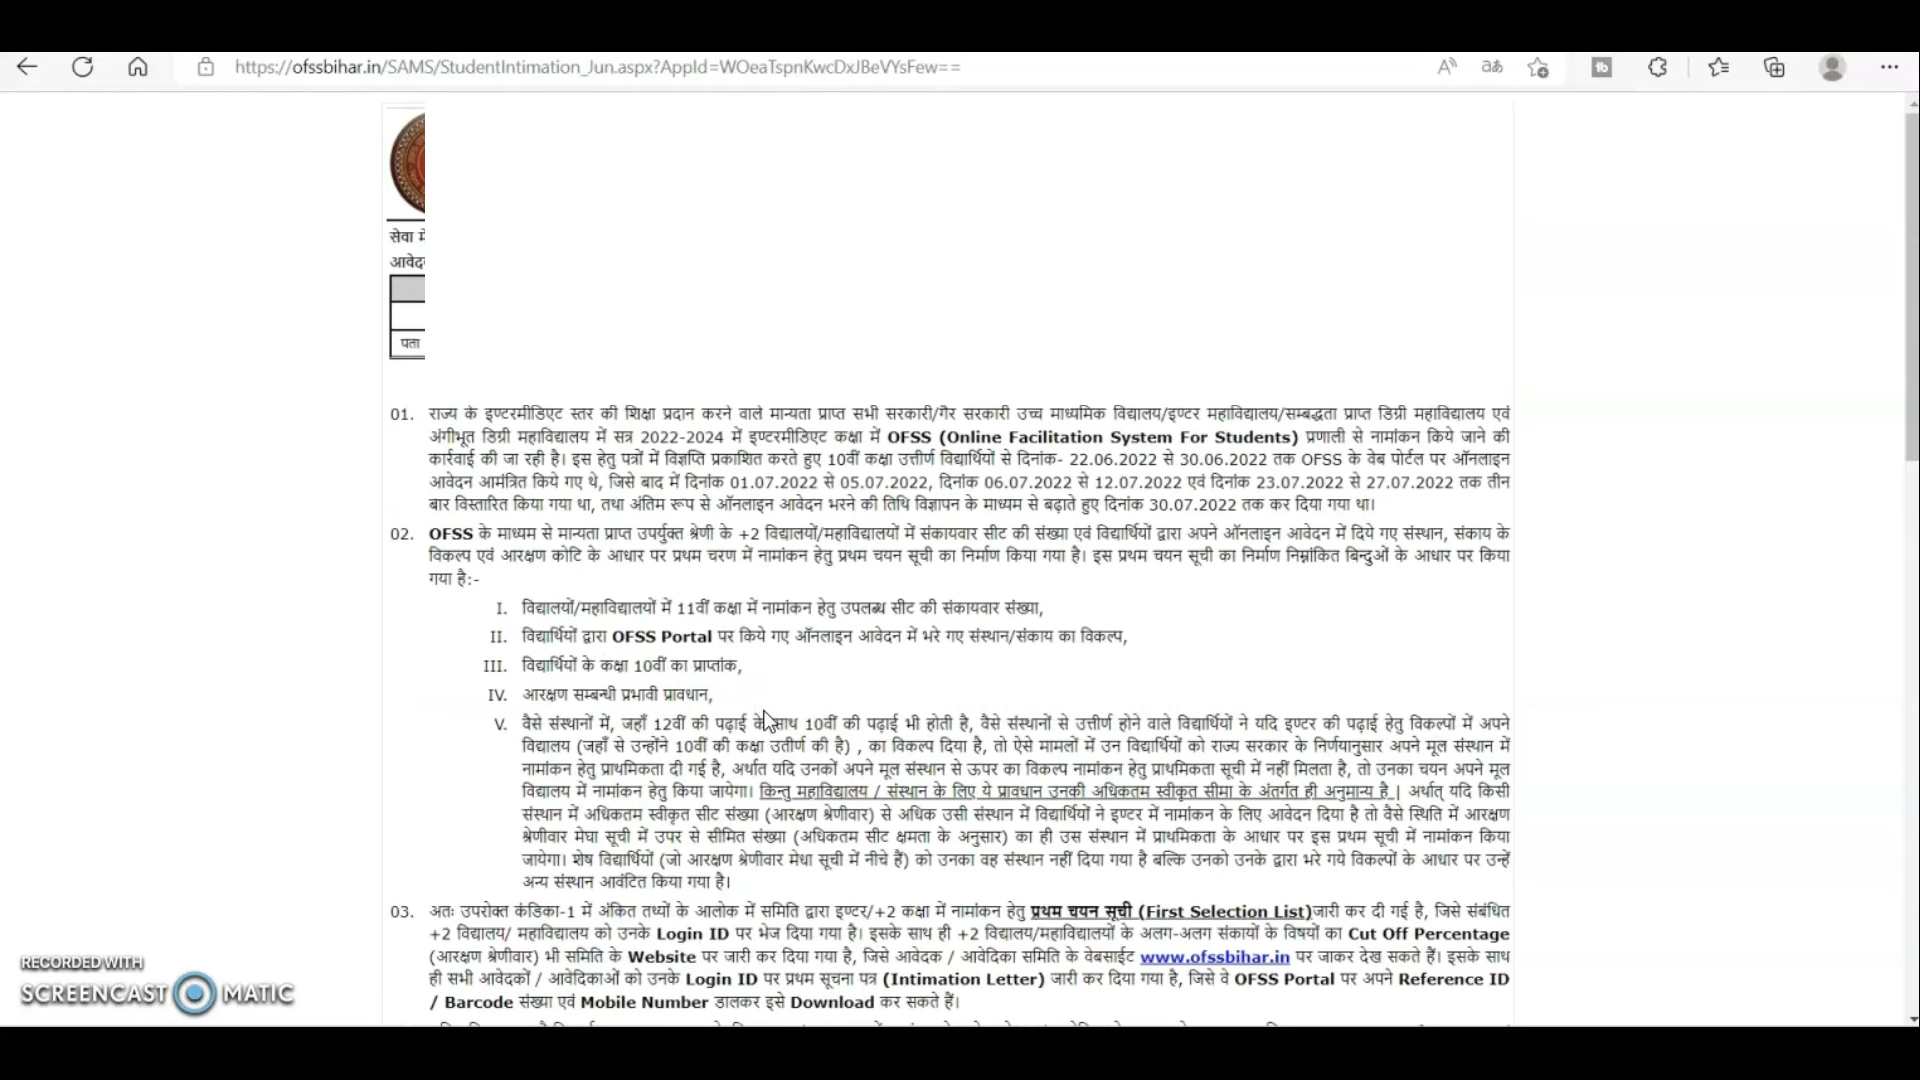 https://ofssbihar.in/SAMS/StudentIntimation_Jun.aspx?AppId=WOeaTspnKwcDxJBeVYsFew==
सेवा में
आवेद
पता
01. राज्य के इण्टरमीडिएट स्तर की शिक्षा प्रदान करने वाले मान्यता प्राप्त सभी सरकारी/गैर सरकारी उच्च माध्यमिक विद्यालय/इण्टर महाविद्यालय/सम्बद्धता प्राप्त डिग्री महाविद्यालय एवं
अंगीभूत डिग्री महाविद्यालय में सत्र 2022-2024 में इण्टरमीडिएट कक्षा में OFSS (Online Facilitation System For Students) प्रणाली से नामांकन किये जाने की
कार्रवाई की जा रही है। इस हेतु पत्रों में विज्ञप्ति प्रकाशित करते हुए 10वीं कक्षा उत्तीर्ण विद्यार्थियों से दिनांक- 22.06.2022 से 30.06.2022 तक OFSS के वेब पोर्टल पर ऑनलाइन
आवेदन आमंत्रित किये गए थे, जिसे बाद में दिनांक 01.07.2022 से 05.07.2022, दिनांक 06.07.2022 से 12.07.2022 एवं दिनांक 23.07.2022 से 27.07.2022 तक तीन
बार विस्तारित किया गया था, तथा अंतिम रूप से ऑनलाइन आवेदन भरने की तिथि विज्ञापन के माध्यम से बढ़ाते हुए दिनांक 30.07.2022 तक कर दिया गया था।
02. OFSS के माध्यम से मान्यता प्राप्त उपर्युक्त श्रेणी के +2 विद्यालयों/महाविद्यालयों में संकायवार सीट की संख्या एवं विद्यार्थियों द्वारा अपने ऑनलाइन आवेदन में दिये गए संस्थान, संकाय के
विकल्प एवं आरक्षण कोटि के आधार पर प्रथम चरण में नामांकन हेतु प्रथम चयन सूची का निर्माण किया गया है। इस प्रथम चयन सूची का निर्माण निम्नांकित बिन्दुओं के आधार पर किया
गया है:-
I. विद्यालयों/महाविद्यालयों में 11वीं कक्षा में नामांकन हेतु उपलब्ध सीट की संकायवार संख्या,
II. विद्यार्थियों द्वारा OFSS Portal पर किये गए ऑनलाइन आवेदन में भरे गए संस्थान/संकाय का विकल्प,
III. विद्यार्थियों के कक्षा 10वीं का प्राप्तांक,
IV. आरक्षण सम्बन्धी प्रभावी प्रावधान,
V. वैसे संस्थानों में, जहाँ 12वीं की पढ़ाई के साथ 10वीं की पढ़ाई भी होती है, वैसे संस्थानों से उत्तीर्ण होने वाले विद्यार्थियों ने यदि इण्टर की पढ़ाई हेतु विकल्पों में अपने
विद्यालय (जहाँ से उन्होंने 10वीं की कक्षा उतीर्ण की है) , का विकल्प दिया है, तो ऐसे मामलों में उन विद्यार्थियों को राज्य सरकार के निर्णयानुसार अपने मूल संस्थान में
नामांकन हेतु प्राथमिकता दी गई है, अर्थात यदि उनकों अपने मूल संस्थान से ऊपर का विकल्प नामांकन हेतु प्राथमिकता सूची में नहीं मिलता है, तो उनका चयन अपने मूल
विद्यालय में नामांकन हेतु किया जायेगा। किन्तु महाविद्यालय / संस्थान के लिए ये प्रावधान उनकी अधिकतम स्वीकृत सीमा के अंतर्गत ही अनुमान्य है | अर्थात् यदि किसी
संस्थान में अधिकतम स्वीकृत सीट संख्या (आरक्षण श्रेणीवार) से अधिक उसी संस्थान में विद्यार्थियों ने इण्टर में नामांकन के लिए आवेदन दिया है तो वैसे स्थिति में आरक्षण
श्रेणीवार मेघा सूची में उपर से सीमित संख्या (अधिकतम सीट क्षमता के अनुसार) का ही उस संस्थान में प्राथमिकता के आधार पर इस प्रथम सूची में नामांकन किया
जायेगा। शेष विद्यार्थियों (जो आरक्षण श्रेणीवार मेधा सूची में नीचे हैं) को उनका वह संस्थान नहीं दिया गया है बल्कि उनको उनके द्वारा भरे गये विकल्पों के आधार पर उन्हें
अन्य संस्थान आवंटित किया गया है।
03. अतः उपरोक्त कंडिका-1 में अंकित तथ्यों के आलोक में समिति द्वारा इण्टर/+2 कक्षा में नामांकन हेतु प्रथम चयन सूची (First Selection List)जारी कर दी गई है, जिसे संबंधित
+2 विद्यालय/ महाविद्यालय को उनके Login ID पर भेज दिया गया है। इसके साथ ही +2 विद्यालय/महाविद्यालयों के अलग-अलग संकायों के विषयों का Cut Off Percentage
(आरक्षण श्रेणीवार) भी समिति के Website पर जारी कर दिया गया है, जिसे आवेदक / आवेदिका समिति के वेबसाईट www.ofssbihar.in पर जाकर देख सकते हैं। इसके साथ
ही सभी आवेदकों / आवेदिकाओं को उनके Login ID पर प्रथम सूचना पत्र (Intimation Letter) जारी कर दिया गया है, जिसे वे OFSS Portal पर अपने Reference ID
/ Barcode संख्या एवं Mobile Number डालकर इसे Download कर सकते हैं।
RECORDED WITH
SCREENCAST MATIC